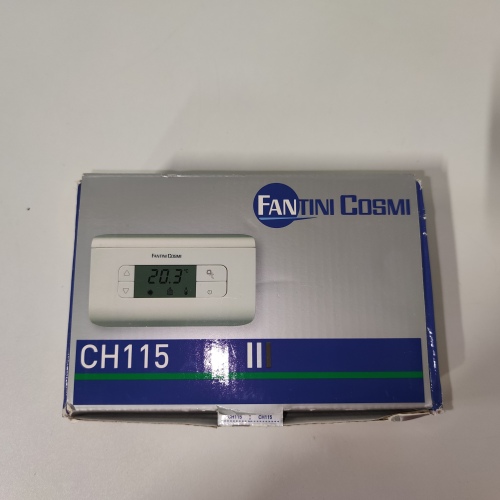 FANTINI COSMI
FANTINI COSMI
20.3°
CH115
CH115 CH115